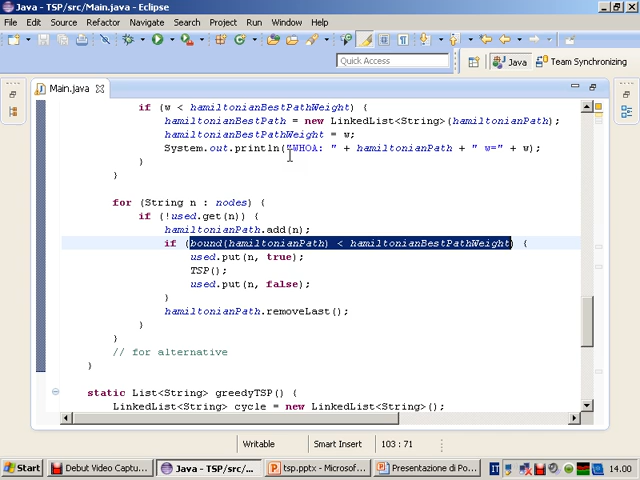 Java - TSP/src/Main.java - Eclipse
File Edit Source Refactor Navigate Search Project Run Window Help
Quick Access
Java Team Synchronizing
Main.java
if (w < hamiltonianBestPathWeight) {
hamiltonianBestPath = new LinkedList<String>(hamiltonianPath);
hamiltonianBestPathWeight = w;
System.out.println("WHOA: " + hamiltonianPath + " w=" + w);
}
}
for (String n : nodes) {
if (!used.get(n)) {
hamiltonianPath.add(n);
if (bound(hamiltonianPath) < hamiltonianBestPathWeight) {
used.put(n, true);
TSP();
used.put(n, false);
}
hamiltonianPath.removeLast();
}
}
// for alternative
}
static List<String> greedyTSP() {
LinkedList<String> cycle = new LinkedList<String>();
Writable Smart Insert 103 : 71
Start Debut Video Captu... Java - TSP/src/... tsp.pptx - Microsof... Presentazione di Po... IT 14.00